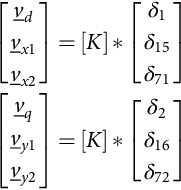 [ν_d
ν_x1 = [K] * [δ_1
δ_15
δ_71]
ν_x2]
[ν_q
ν_y1 = [K] * [δ_2
δ_16
δ_72]
ν_y2]